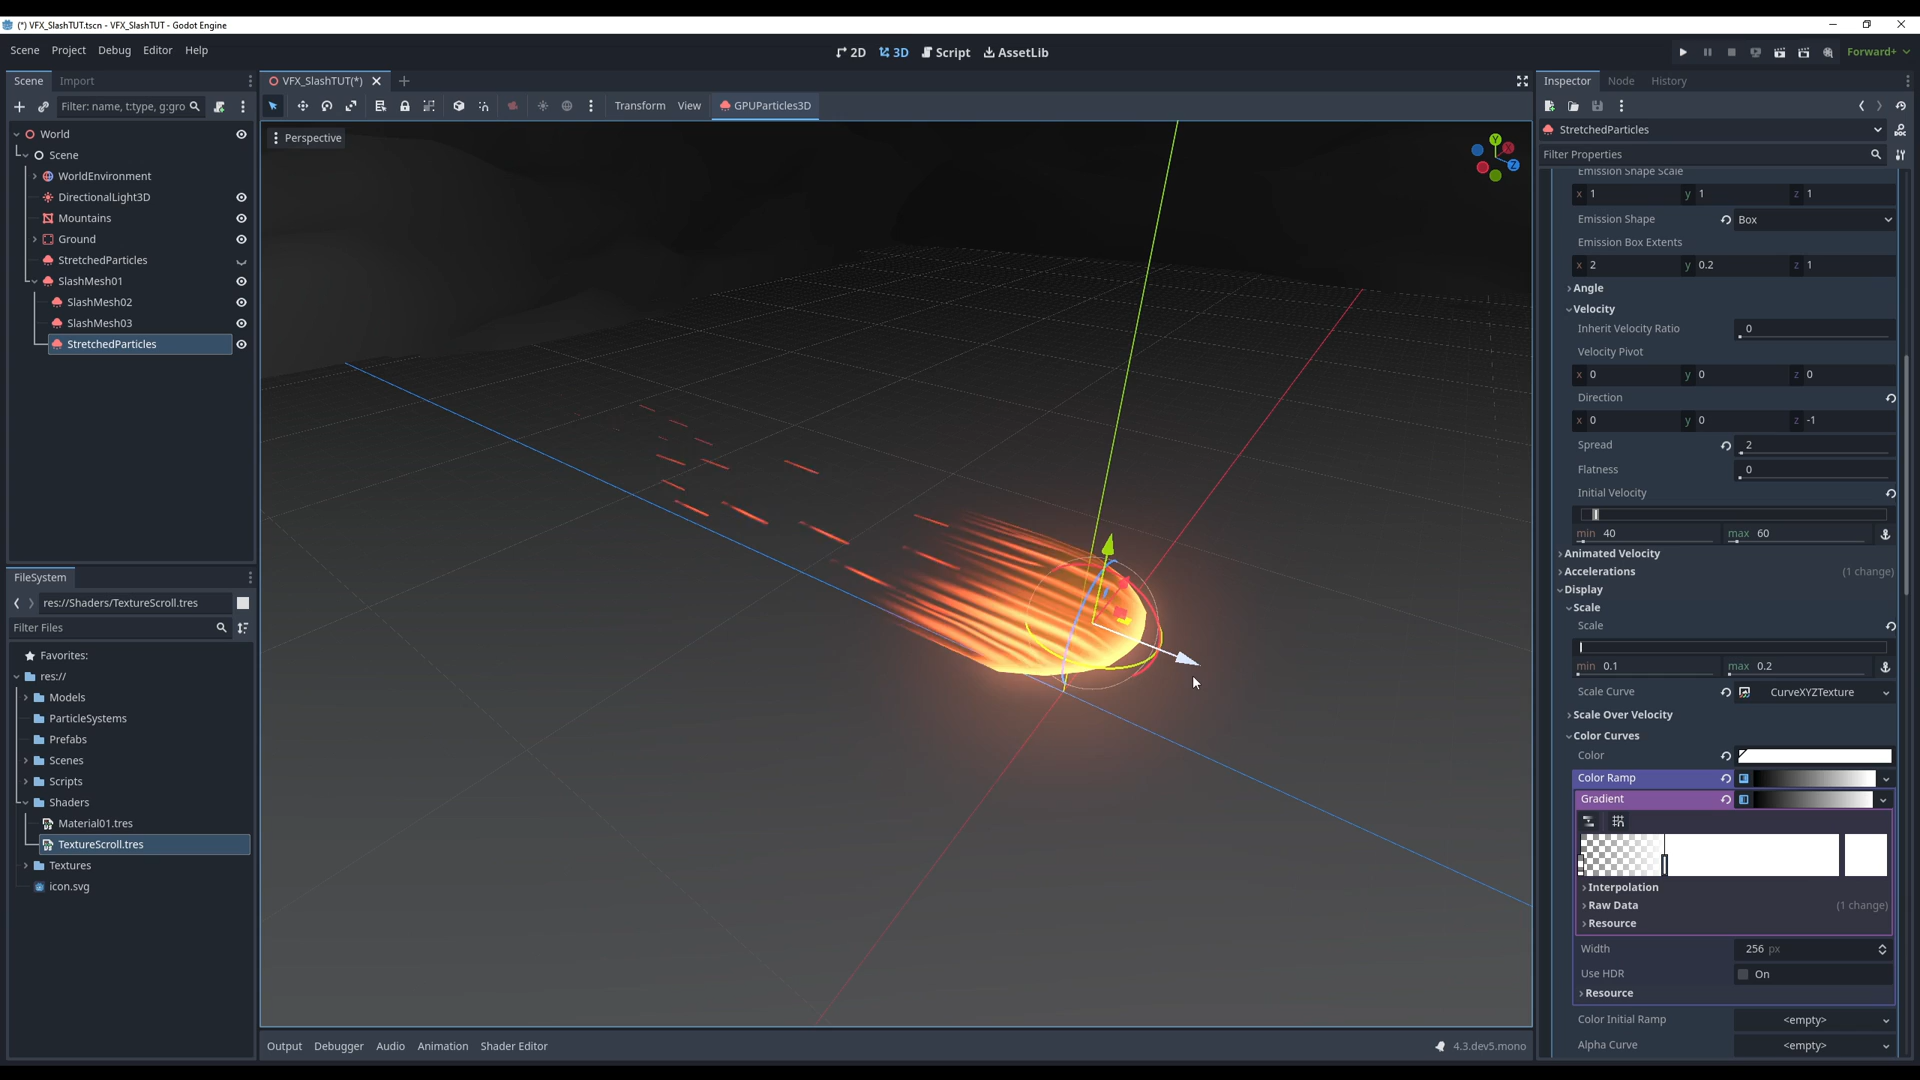 (*) VFX_SlashTUT.tscn - VFX_SlashTUT - Godot Engine
Scene Project Debug Editor Help
2D 3D Script AssetLib
Forward+
Scene Import
VFX_SlashTUT(*)
Inspector Node History
Filter: name, t:type, g:gro
Transform View GPUParticles3D
Perspective
World
Scene
WorldEnvironment
DirectionalLight3D
Mountains
Ground
StretchedParticles
SlashMesh01
SlashMesh02
SlashMesh03
StretchedParticles
FileSystem
res://Shaders/TextureScroll.tres
Filter Files
Favorites:
res://
Models
ParticleSystems
Prefabs
Scenes
Scripts
Shaders
Material01.tres
TextureScroll.tres
Textures
icon.svg
Y
X
Z
Output Debugger Audio Animation Shader Editor
4.3.dev5.mono
StretchedParticles
Filter Properties
Emission Shape Scale
x 1 y 1 z 1
Emission Shape Box
Emission Box Extents
x 2 y 0.2 z 1
Angle
Velocity
Inherit Velocity Ratio 0
Velocity Pivot
x 0 y 0 z 0
Direction
x 0 y 0 z -1
Spread 2
Flatness 0
Initial Velocity
min 40 max 60
Animated Velocity
Accelerations (1 change)
Display
Scale
Scale
min 0.1 max 0.2
Scale Curve CurveXYZTexture
Scale Over Velocity
Color Curves
Color
Color Ramp
Gradient
Interpolation
Raw Data (1 change)
Resource
Width 256 px
Use HDR On
Resource
Color Initial Ramp <empty>
Alpha Curve <empty>